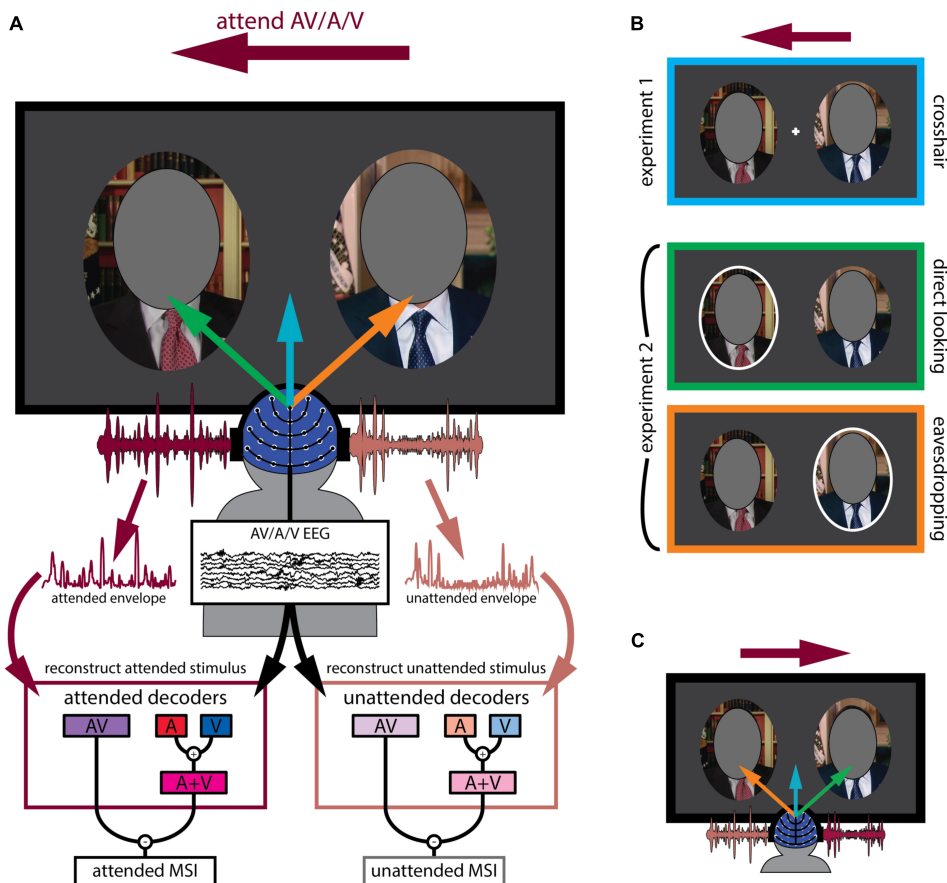 A
attend AV/A/V
AV/A/V EEG
attended envelope
unattended envelope
reconstruct attended stimulus
reconstruct unattended stimulus
attended decoders
unattended decoders
AV
A
V
+
A+V
-
attended MSI
AV
A
V
+
A+V
-
unattended MSI
B
experiment 1
crosshair
experiment 2
direct looking
eavesdropping
C